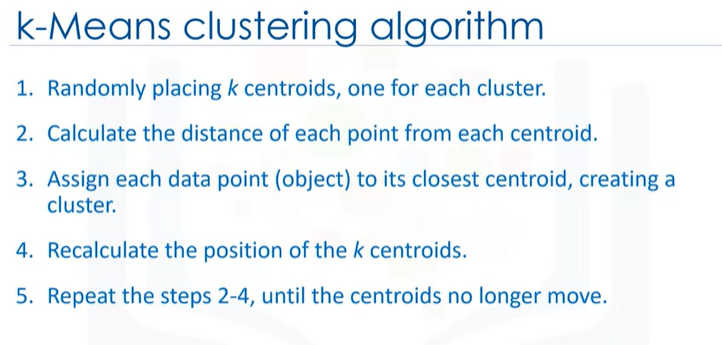 k-Means clustering algorithm
1. Randomly placing k centroids, one for each cluster.
2. Calculate the distance of each point from each centroid.
3. Assign each data point (object) to its closest centroid, creating a
cluster.
4. Recalculate the position of the k centroids.
5. Repeat the steps 2-4, until the centroids no longer move.